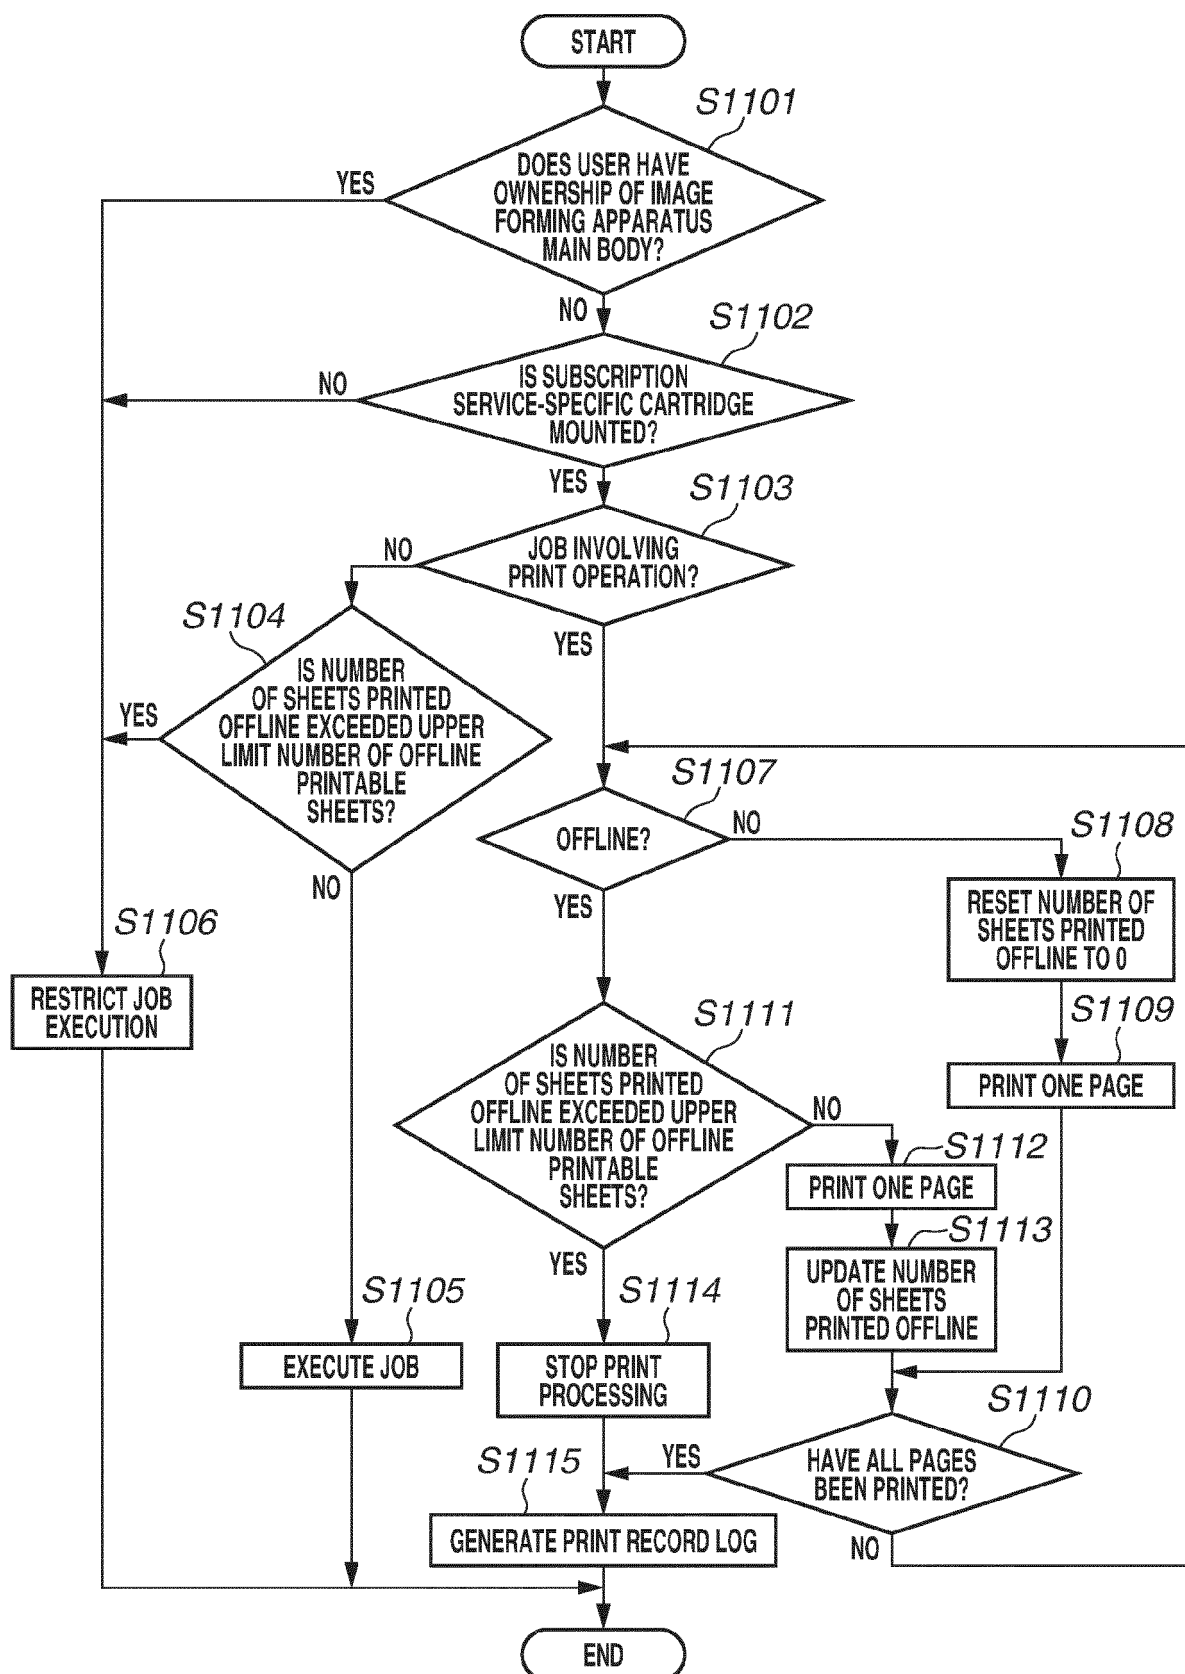 START
S1101
DOES USER HAVE
OWNERSHIP OF IMAGE
FORMING APPARATUS
MAIN BODY?
YES
NO
S1102
IS SUBSCRIPTION
SERVICE-SPECIFIC CARTRIDGE
MOUNTED?
NO
YES
S1103
JOB INVOLVING
PRINT OPERATION?
NO
YES
S1104
IS NUMBER
OF SHEETS PRINTED
OFFLINE EXCEEDED UPPER
LIMIT NUMBER OF OFFLINE
PRINTABLE
SHEETS?
YES
NO
S1107
OFFLINE?
NO
YES
S1108
RESET NUMBER OF
SHEETS PRINTED
OFFLINE TO 0
S1106
RESTRICT JOB
EXECUTION
S1109
PRINT ONE PAGE
S1111
IS NUMBER
OF SHEETS PRINTED
OFFLINE EXCEEDED UPPER
LIMIT NUMBER OF OFFLINE
PRINTABLE
SHEETS?
NO
YES
S1112
PRINT ONE PAGE
S1113
UPDATE NUMBER
OF SHEETS
PRINTED OFFLINE
S1105
EXECUTE JOB
S1114
STOP PRINT
PROCESSING
S1110
HAVE ALL PAGES
BEEN PRINTED?
YES
NO
S1115
GENERATE PRINT RECORD LOG
END